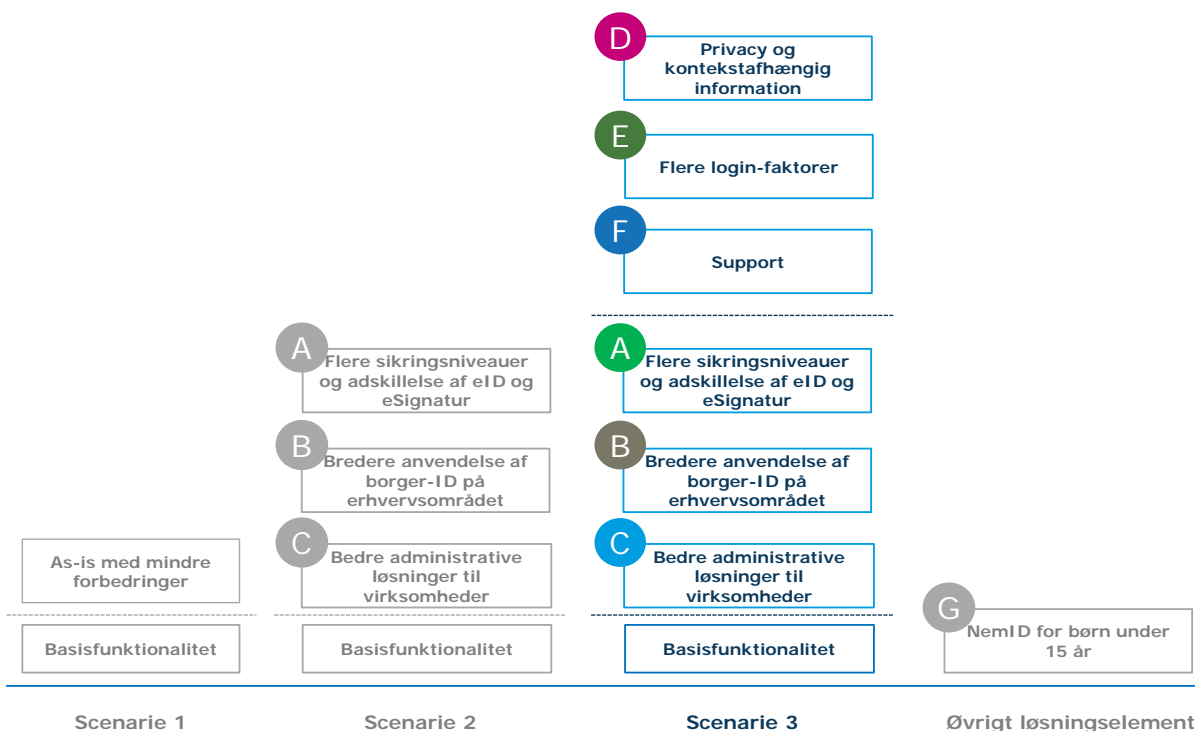 D
Privacy og
kontekstafhængig
information
E
Flere login-faktorer
F
Support
A
Flere sikringsniveauer
og adskillelse af eID og
eSignatur
A
Flere sikringsniveauer
og adskillelse af eID og
eSignatur
B
Bredere anvendelse af
borger-ID på
erhvervsområdet
B
Bredere anvendelse af
borger-ID på
erhvervsområdet
As-is med mindre
forbedringer
C
Bedre administrative
løsninger til
virksomheder
C
Bedre administrative
løsninger til
virksomheder
G
NemID for børn under
15 år
Basisfunktionalitet
Basisfunktionalitet
Basisfunktionalitet
Scenarie 1
Scenarie 2
Scenarie 3
Øvrigt løsningselement